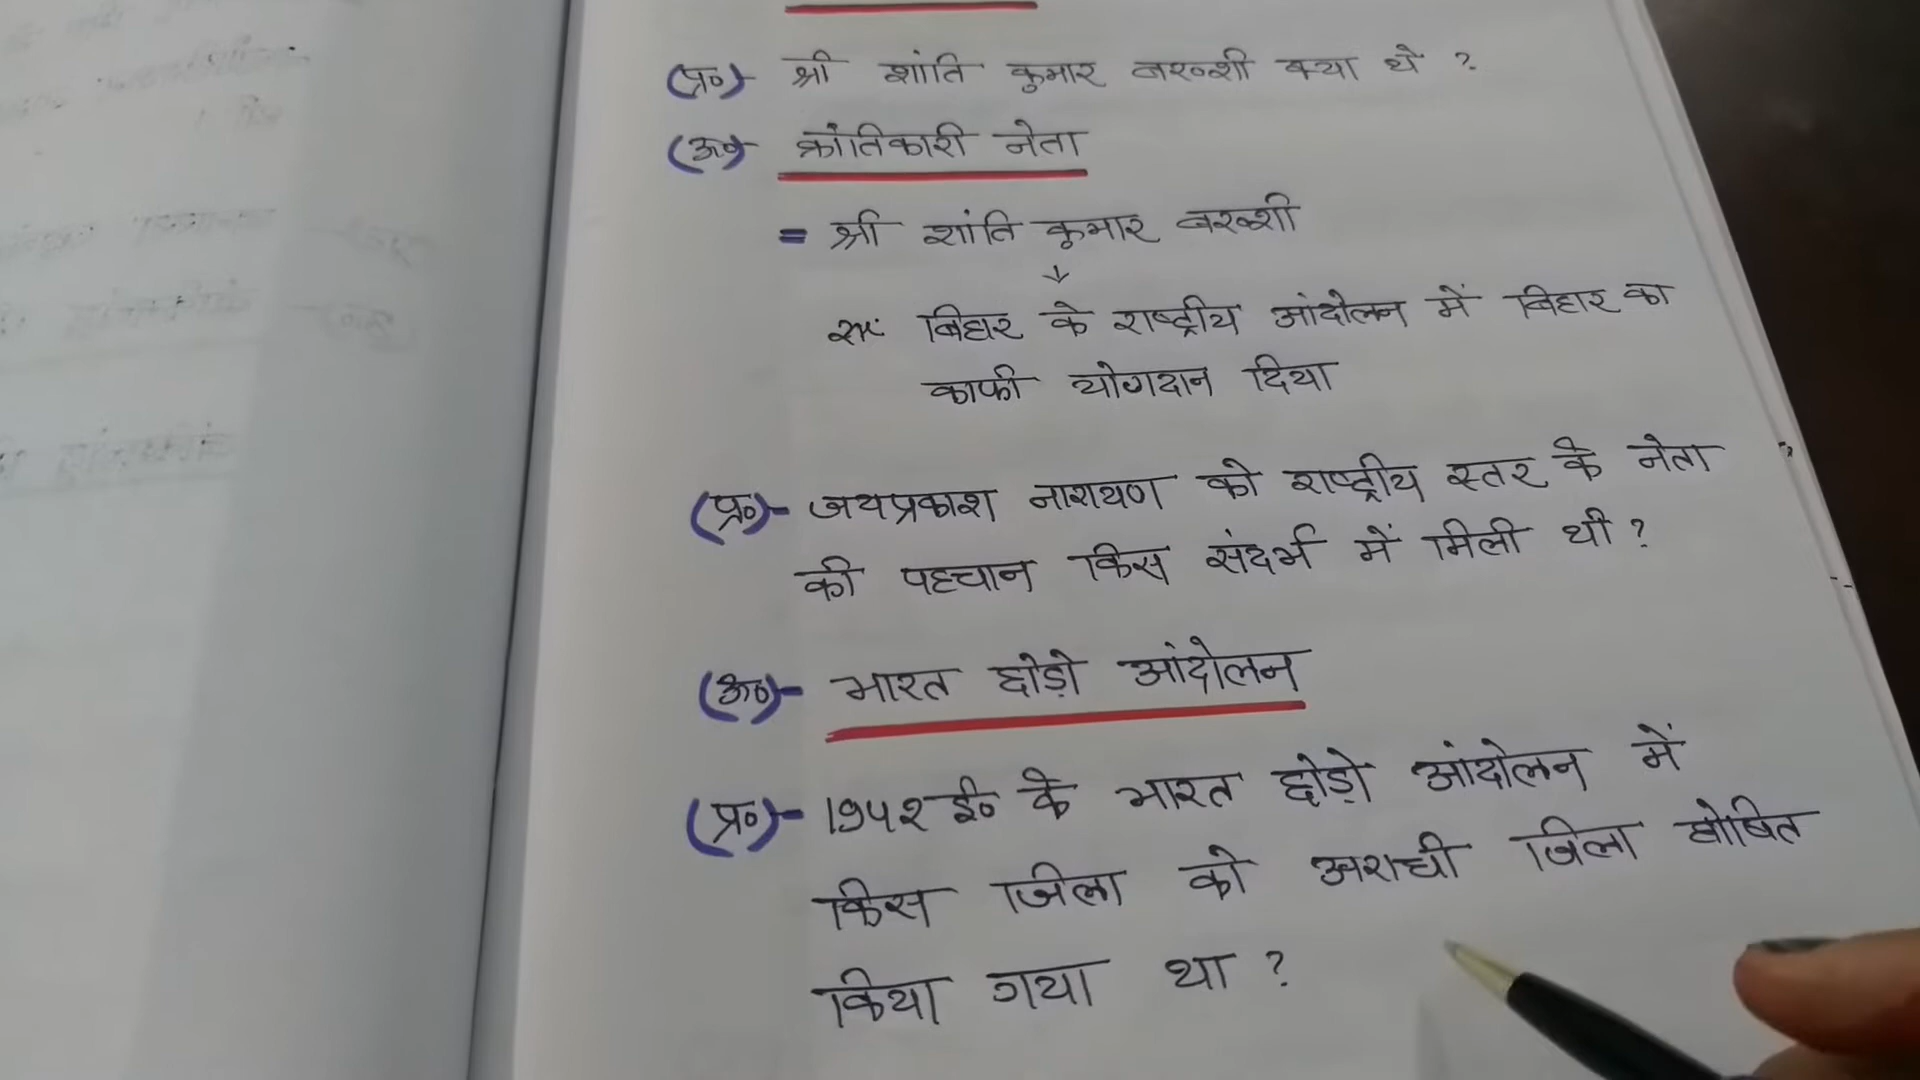 (प्र०)- श्री शांति कुमार बख्शी क्या थे ?
(उ०)- क्रांतिकारी नेता
= श्री शांति कुमार बख्शी
↓
बिहार के राष्ट्रीय आंदोलन में बिहार का
काफी योगदान दिया
(प्र०)- जयप्रकाश नारायण को राष्ट्रीय स्तर के नेता
की पहचान किस संदर्भ में मिली थी ?
(उ०)- भारत छोड़ो आंदोलन
(प्र०)- 19४२ ई० के भारत छोड़ो आंदोलन में
किस जिला को अपराधी जिला घोषित
किया गया था ?